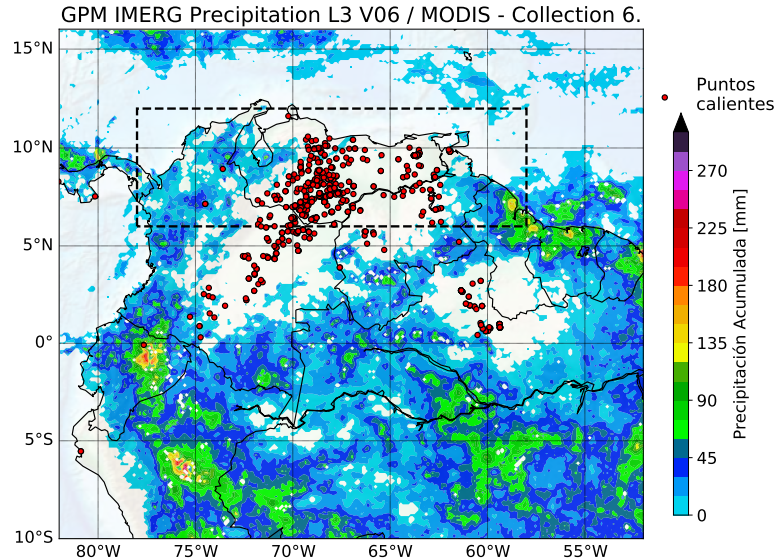 GPM IMERG Precipitation L3 V06 / MODIS - Collection 6.
15°N
10°N
5°N
0°
5°S
10°S
80°W
75°W
70°W
65°W
60°W
55°W
Puntos
calientes
270
225
180
135
90
45
0
Precipitación Acumulada [mm]